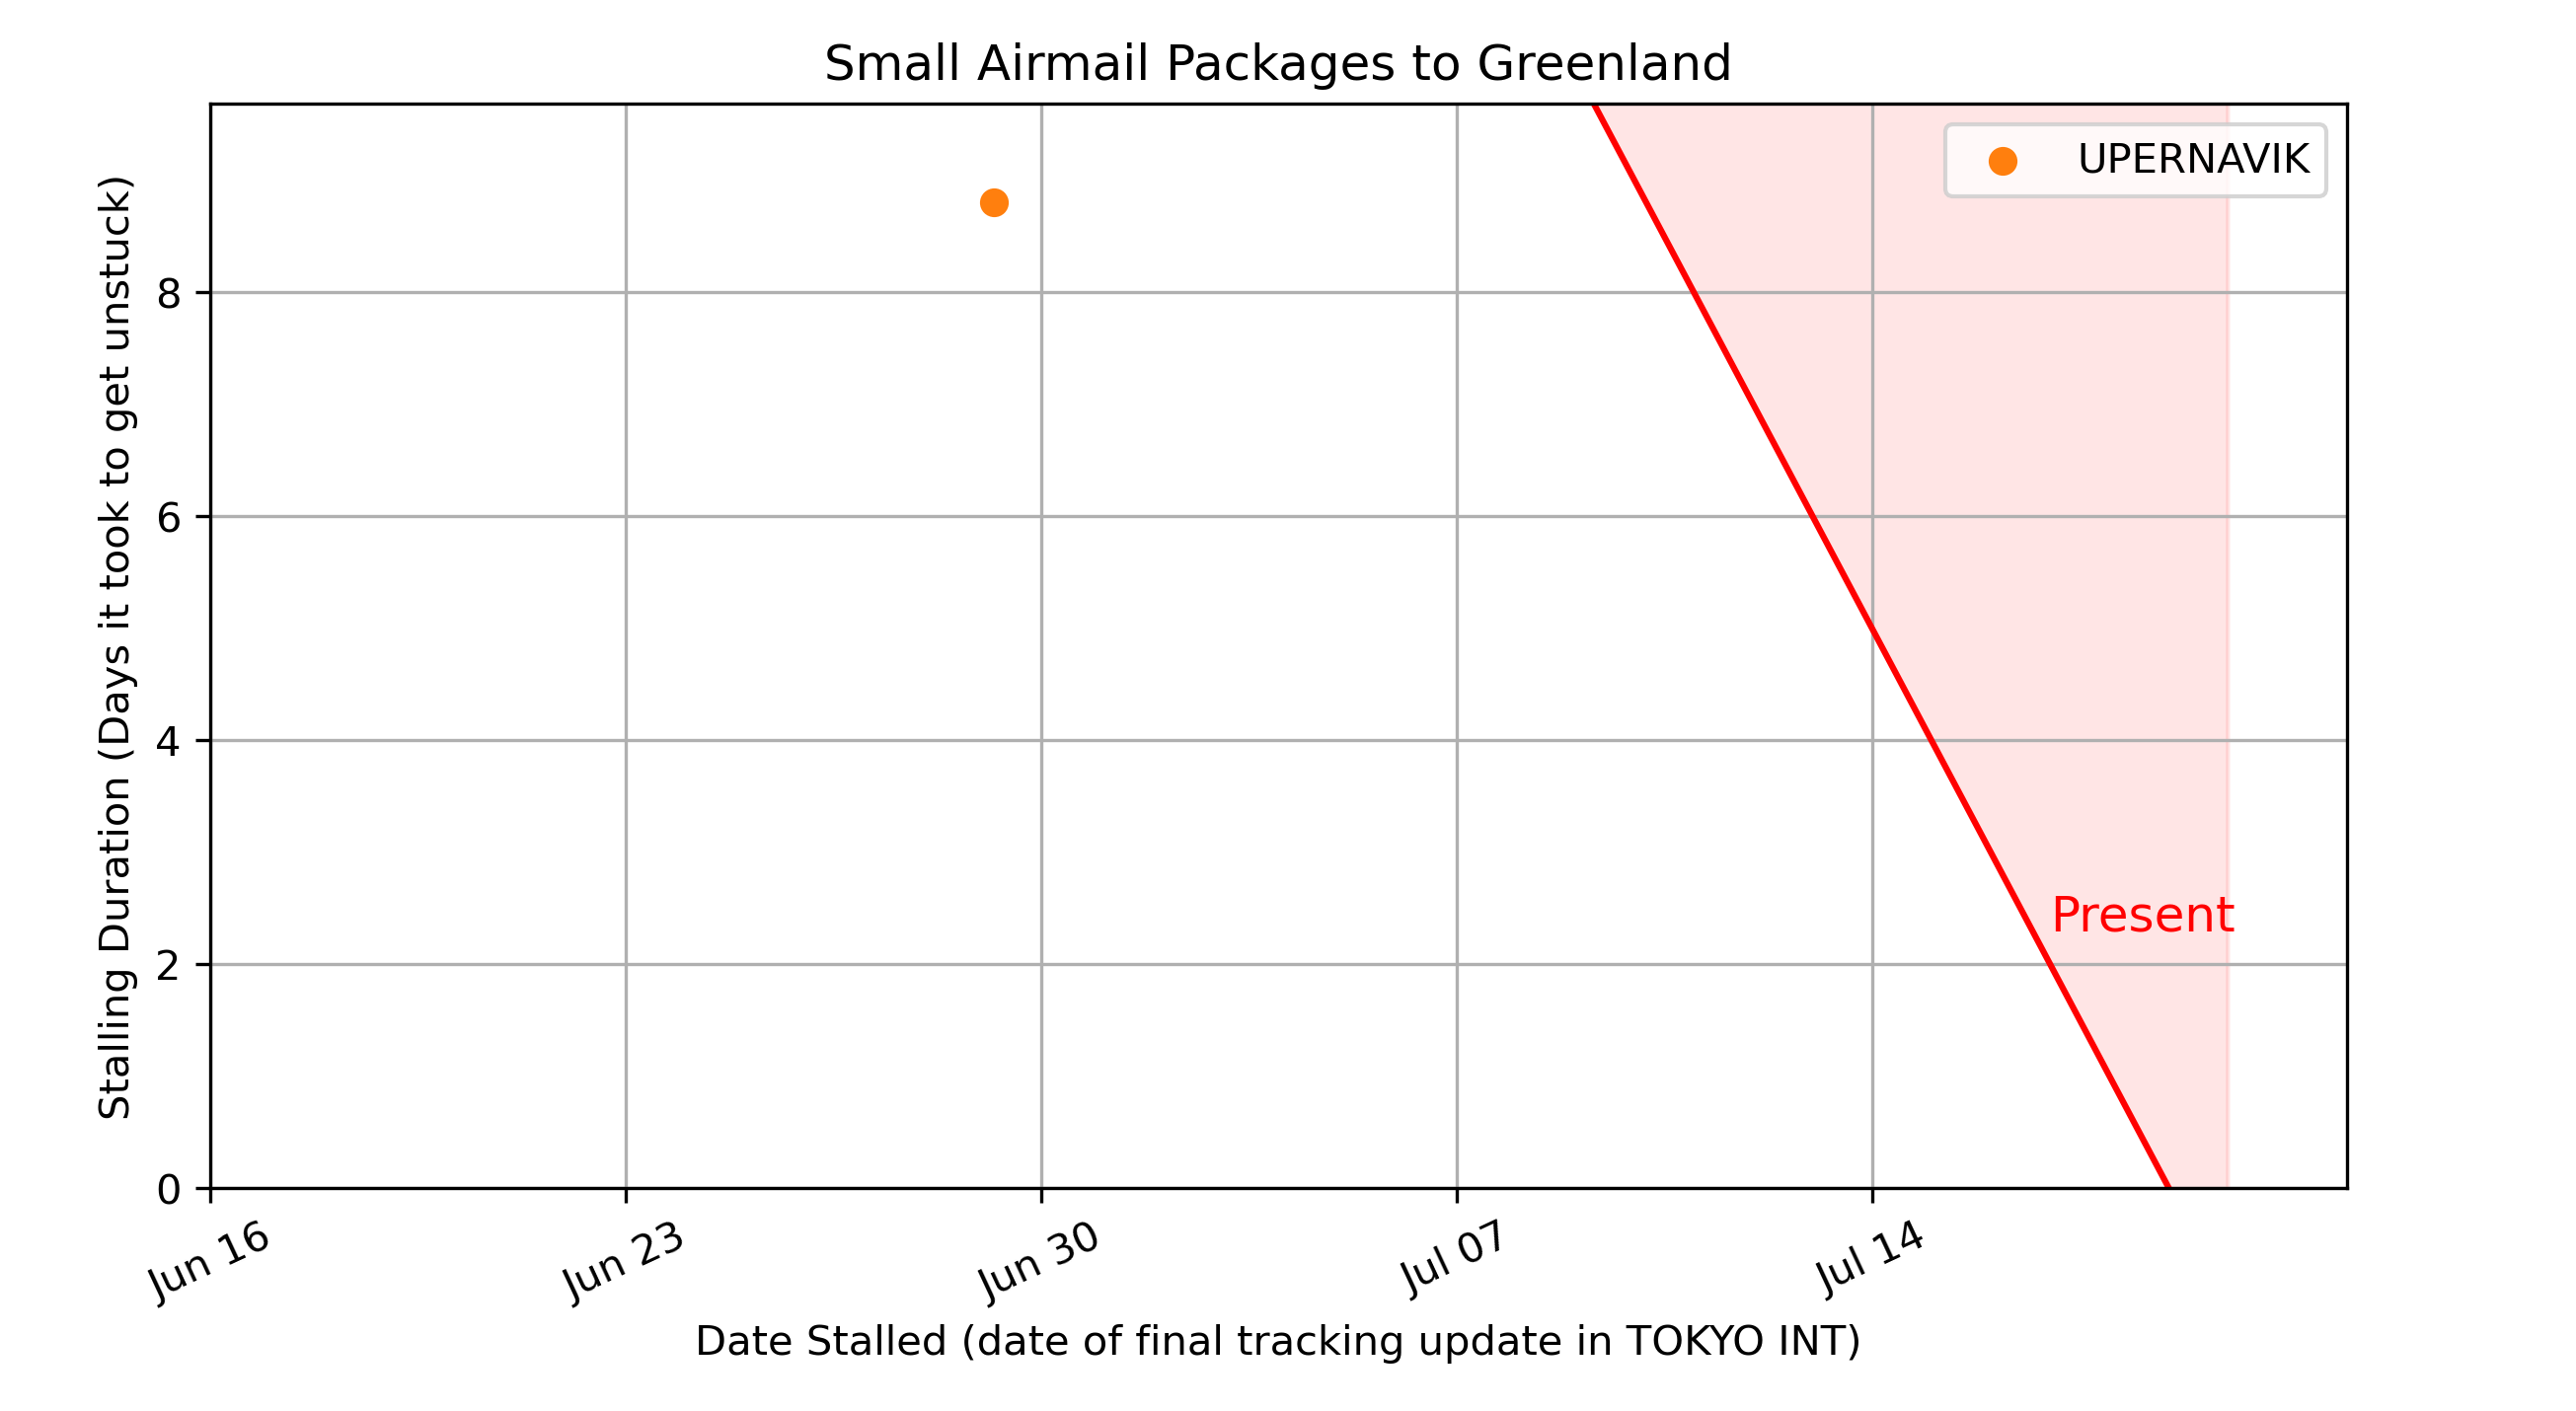 Small Airmail Packages to Greenland
UPERNAVIK
Stalling Duration (Days it took to get unstuck)
8
6
4
2
0
Present
Jun 16
Jun 23
Jun 30
Jul 07
Jul 14
Date Stalled (date of final tracking update in TOKYO INT)